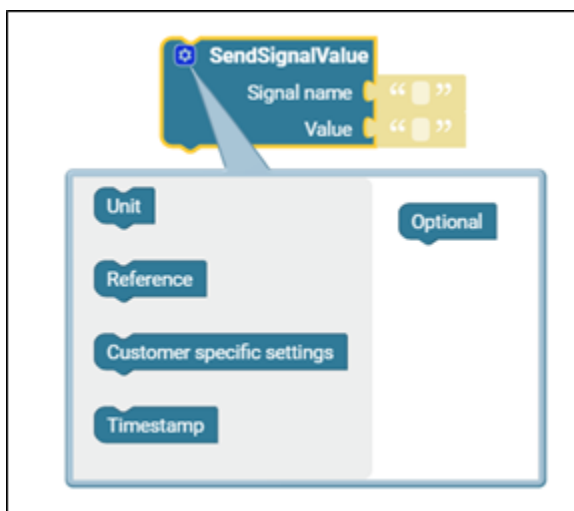 SendSignalValue
Signal name “ ”
Value “ ”
Unit
Optional
Reference
Customer specific settings
Timestamp